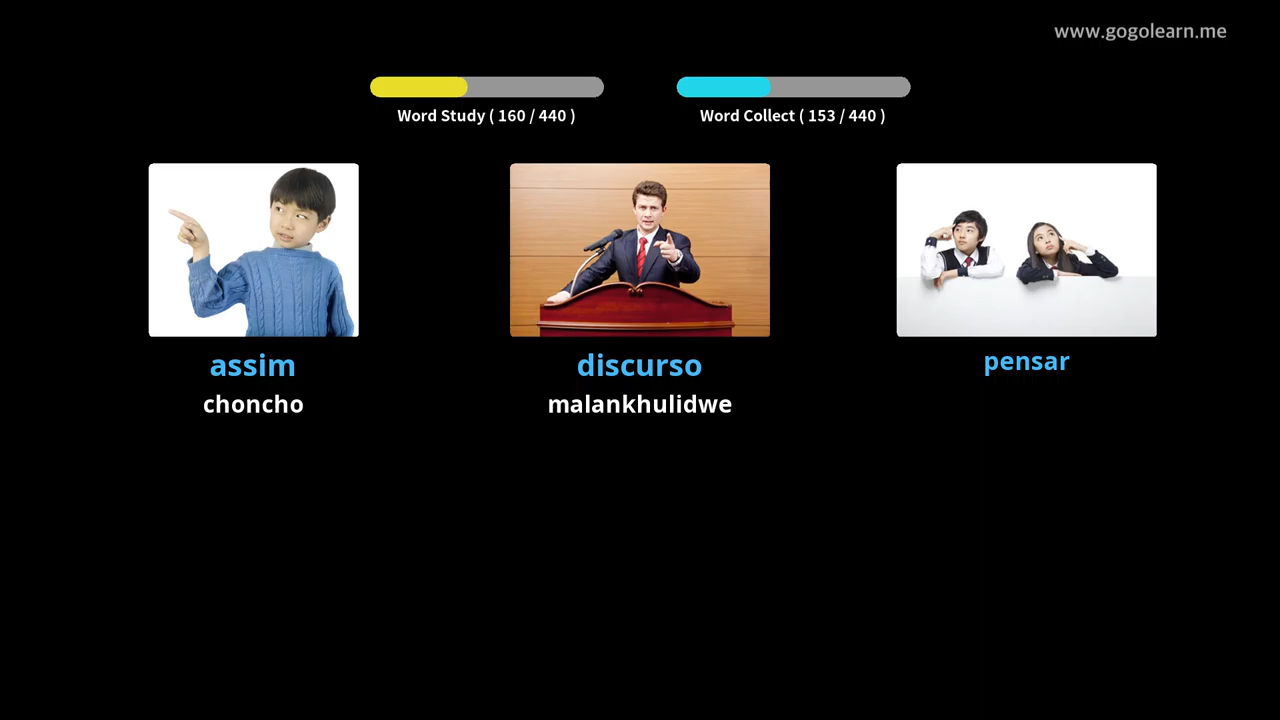 www.gogolearn.me
Word Study ( 160 / 440 )
Word Collect ( 153 / 440 )
assim
choncho
discurso
malankhulidwe
pensar